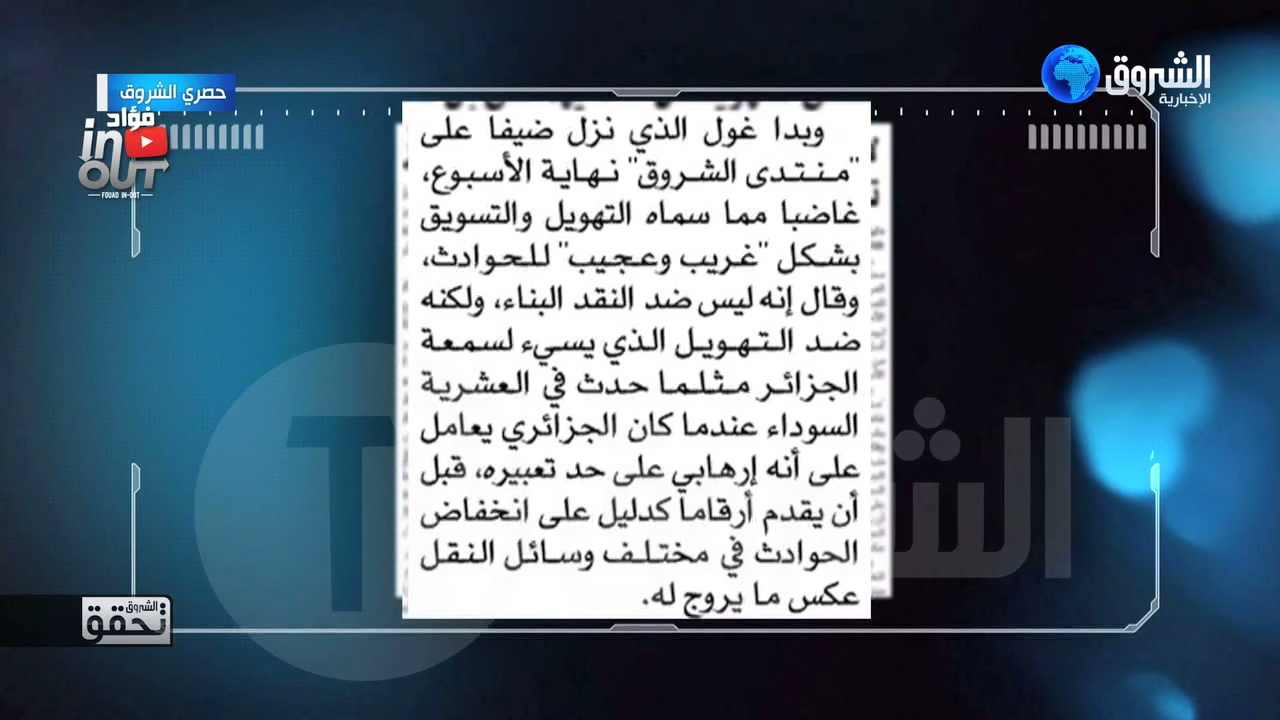 حصري الشروق
فؤاد
in
OUT
FOUAD IN-OUT
الشروق
الإخبارية
وبدا غول الذي نزل ضيفا على
"منتدى الشروق" نهاية الأسبوع،
غاضبا مما سماه التهويل والتسويق
بشكل "غريب وعجيب" للحوادث،
وقال إنه ليس ضد النقد البناء، ولكنه
ضد التهويل الذي يسيء لسمعة
الجزائر مثلما حدث في العشرية
السوداء عندما كان الجزائري يعامل
على أنه إرهابي على حد تعبيره، قبل
أن يقدم أرقاما كدليل على انخفاض
الحوادث في مختلف وسائل النقل
عكس ما يروج له.
الشروق
تحقق